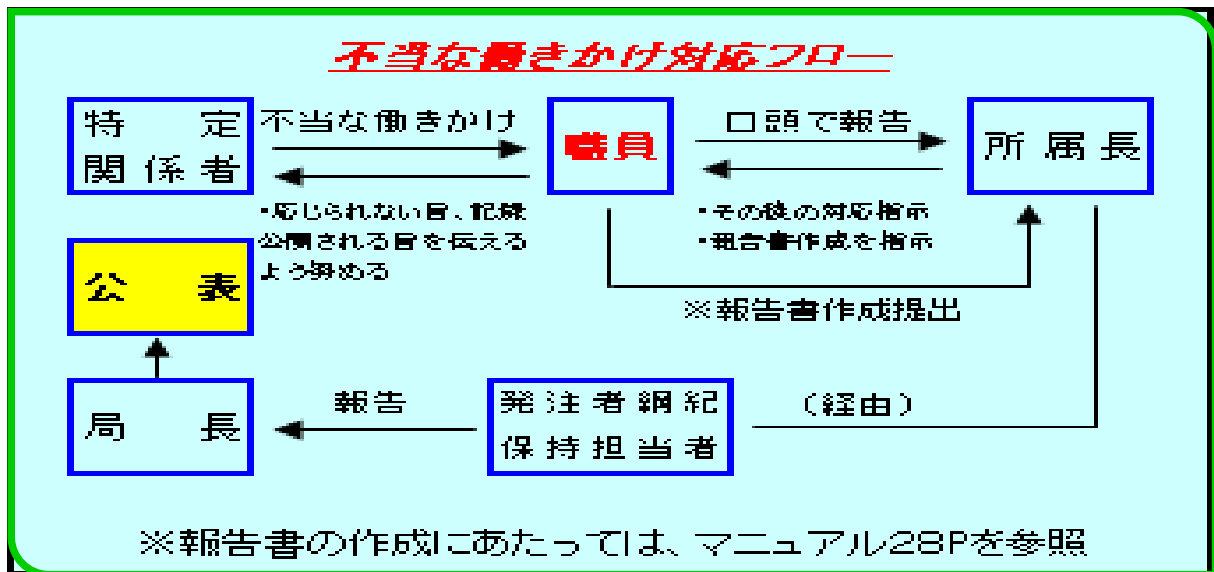 不当な働きかけ対応フロー
特定
関係者
不当な働きかけ
職員
口頭で報告
所属長
・応じられない旨、記録
公開される旨を伝える
よう努める
・その後の対応指示
・報告書作成を指示
公表
※報告書作成提出
局長
報告
発注者綱紀
保持担当者
(経由)
※報告書の作成にあたっては、マニュアル28Pを参照